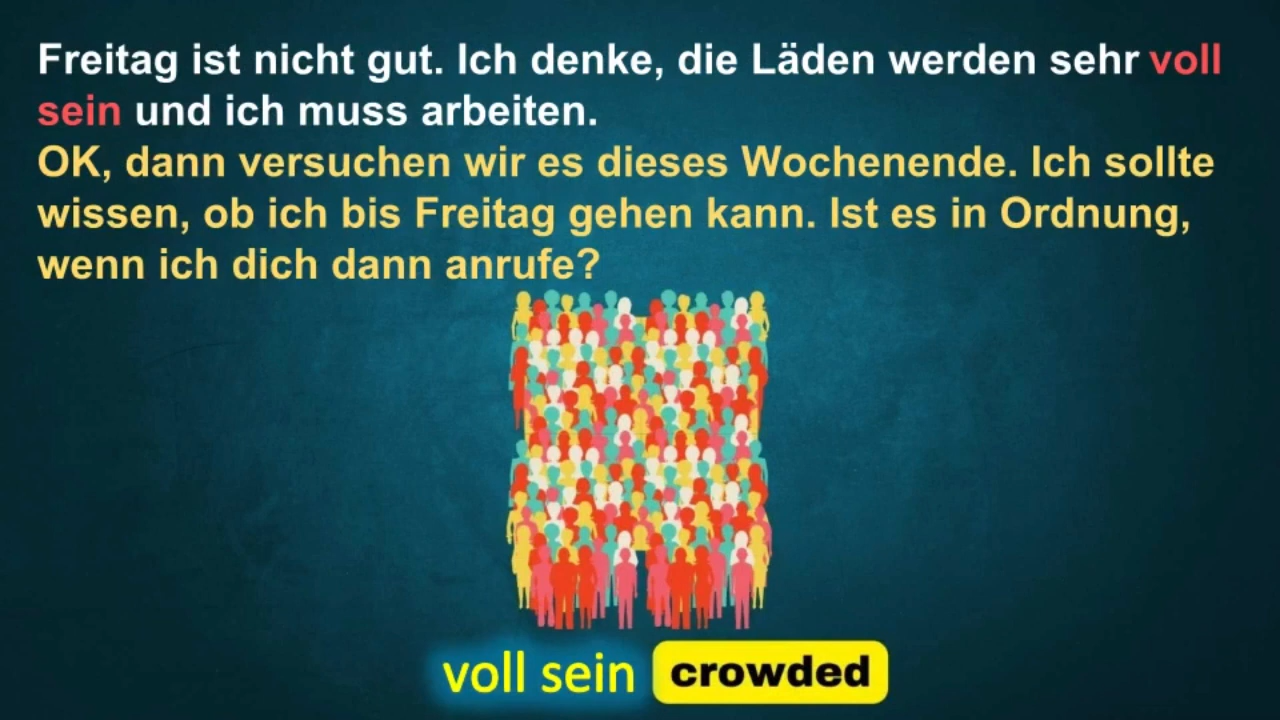 Freitag ist nicht gut. Ich denke, die Läden werden sehr voll
sein und ich muss arbeiten.
OK, dann versuchen wir es dieses Wochenende. Ich sollte
wissen, ob ich bis Freitag gehen kann. Ist es in Ordnung,
wenn ich dich dann anrufe?
voll sein crowded